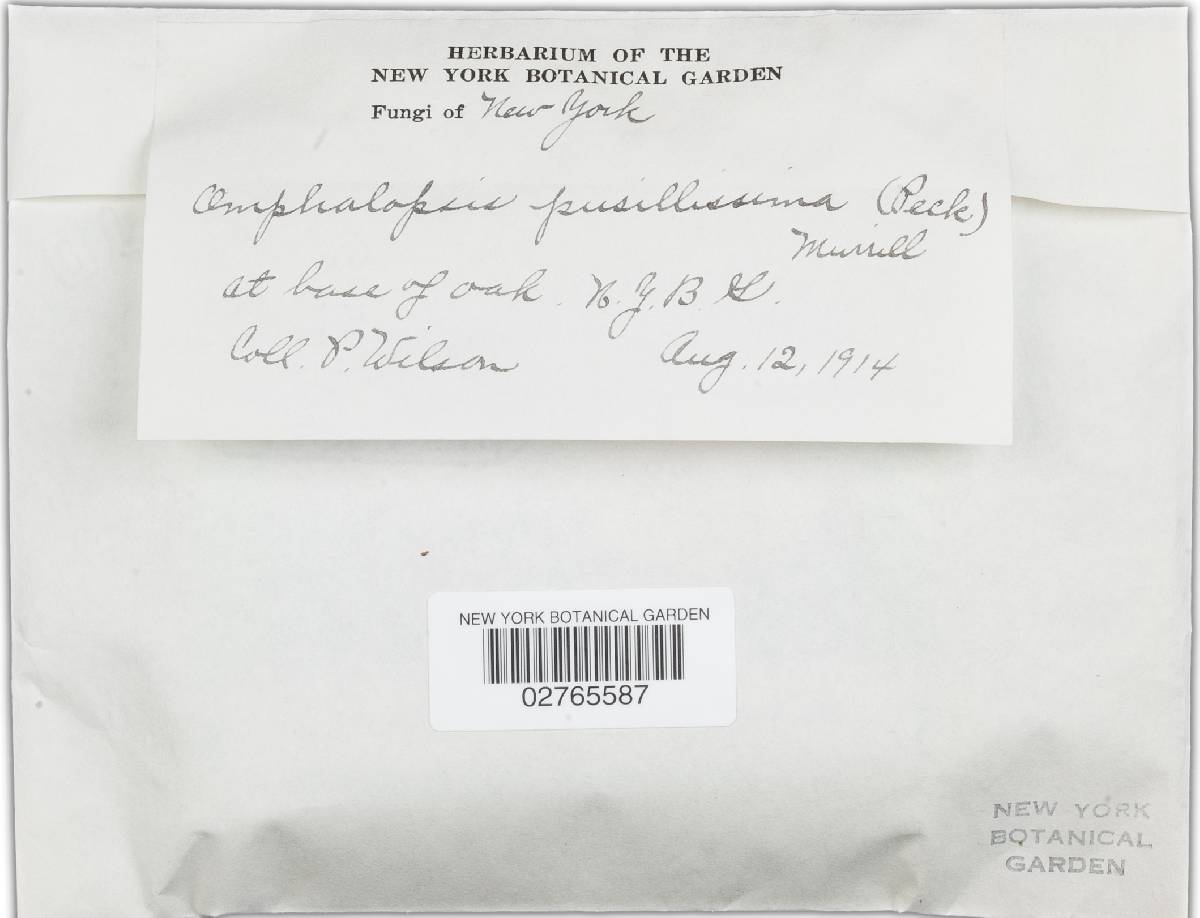 HERBARIUM OF THE
NEW YORK BOTANICAL GARDEN
Fungi of New York
Omphalopsis pusillissima (Peck)
Murrill
at base of oak. N.Y.B.G.
Coll. P. Wilson Aug. 12, 1914
NEW YORK BOTANICAL GARDEN
02765587
NEW YORK
BOTANICAL
GARDEN